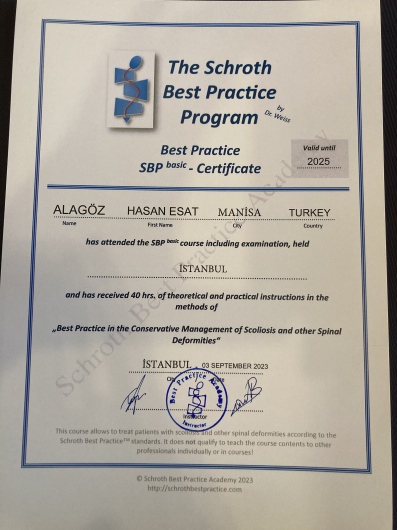 The Schroth
Best Practice
Program
by
Dr. Weiss
Best Practice
SBP basic - Certificate
Valid until
2025
ALAGÖZ HASAN ESAT MANİSA TURKEY
Name First Name City Country
has attended the SBP basic course including examination, held
İSTANBUL
and has received 40 hrs. of theoretical and practical instructions in the
methods of
„Best Practice in the Conservative Management of Scoliosis and other Spinal
Deformities“
İSTANBUL , 03 SEPTEMBER 2023
Best Practice Academy
Instructor
Instructor
This course allows to treat patients with scoliosis and other spinal deformities according to the
Schroth Best Practice™ standards. It does not qualify to teach the course contents to other
professionals individually or in courses!
© Schroth Best Practice Academy 2023
http://schrothbestpractice.com
Schroth Best Practice Academy